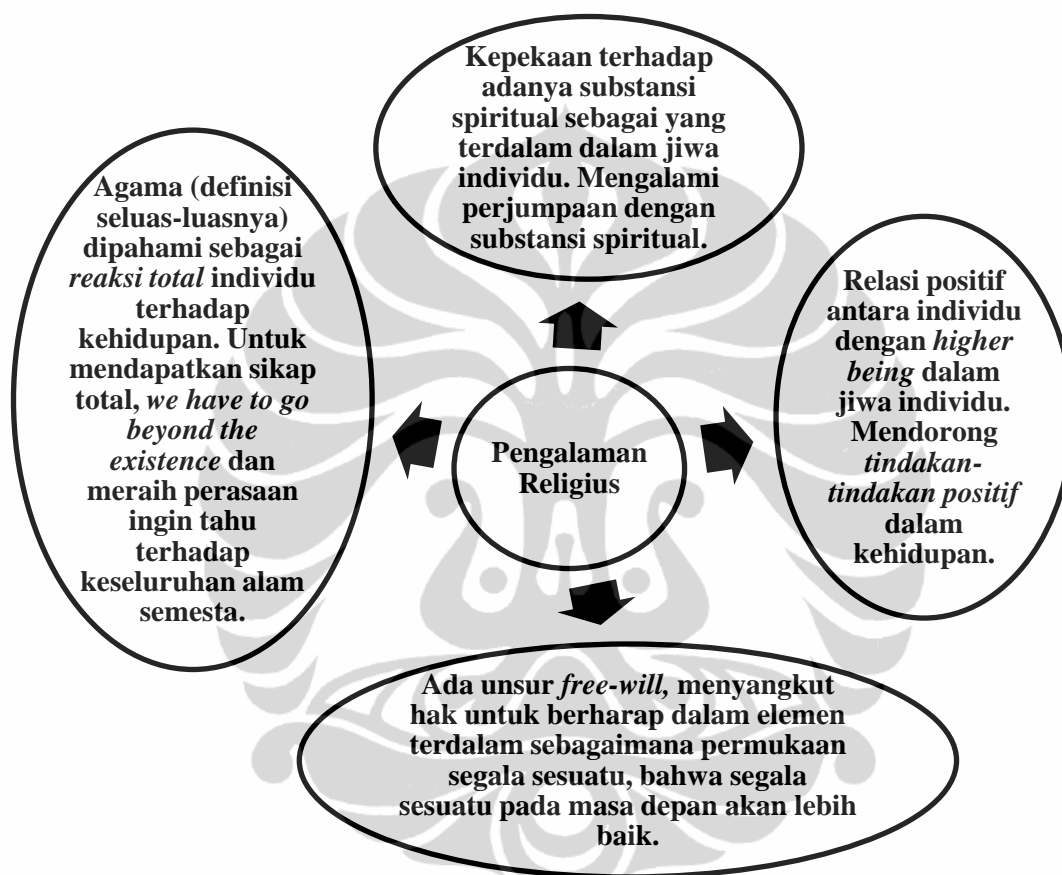 Kepekaan terhadap
adanya substansi
spiritual sebagai yang
terdalam dalam jiwa
individu. Mengalami
perjumpaan dengan
substansi spiritual.
Agama (definisi
seluas-luasnya)
dipahami sebagai
reaksi total individu
terhadap
kehidupan. Untuk
mendapatkan sikap
total, we have to go
beyond the
existence dan
meraih perasaan
ingin tahu
terhadap
keseluruhan alam
semesta.
Pengalaman
Religius
Relasi positif
antara individu
dengan higher
being dalam
jiwa individu.
Mendorong
tindakan-
tindakan positif
dalam
kehidupan.
Ada unsur free-will, menyangkut
hak untuk berharap dalam elemen
terdalam sebagaimana permukaan
segala sesuatu, bahwa segala
sesuatu pada masa depan akan lebih
baik.